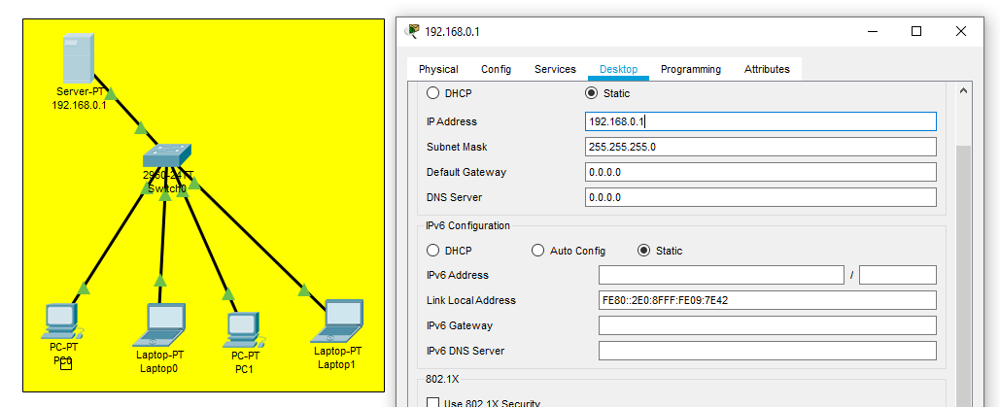 Server-PT
192.168.0.1
2960-24TT
Switch0
PC-PT
PC0
Laptop-PT
Laptop0
PC-PT
PC1
Laptop-PT
Laptop1
192.168.0.1
Physical Config Services Desktop Programming Attributes
DHCP Static
IP Address 192.168.0.1
Subnet Mask 255.255.255.0
Default Gateway 0.0.0.0
DNS Server 0.0.0.0
IPv6 Configuration
DHCP Auto Config Static
IPv6 Address /
Link Local Address FE80::2E0:8FFF:FE09:7E42
IPv6 Gateway
IPv6 DNS Server
802.1X
Use 802 1X Security